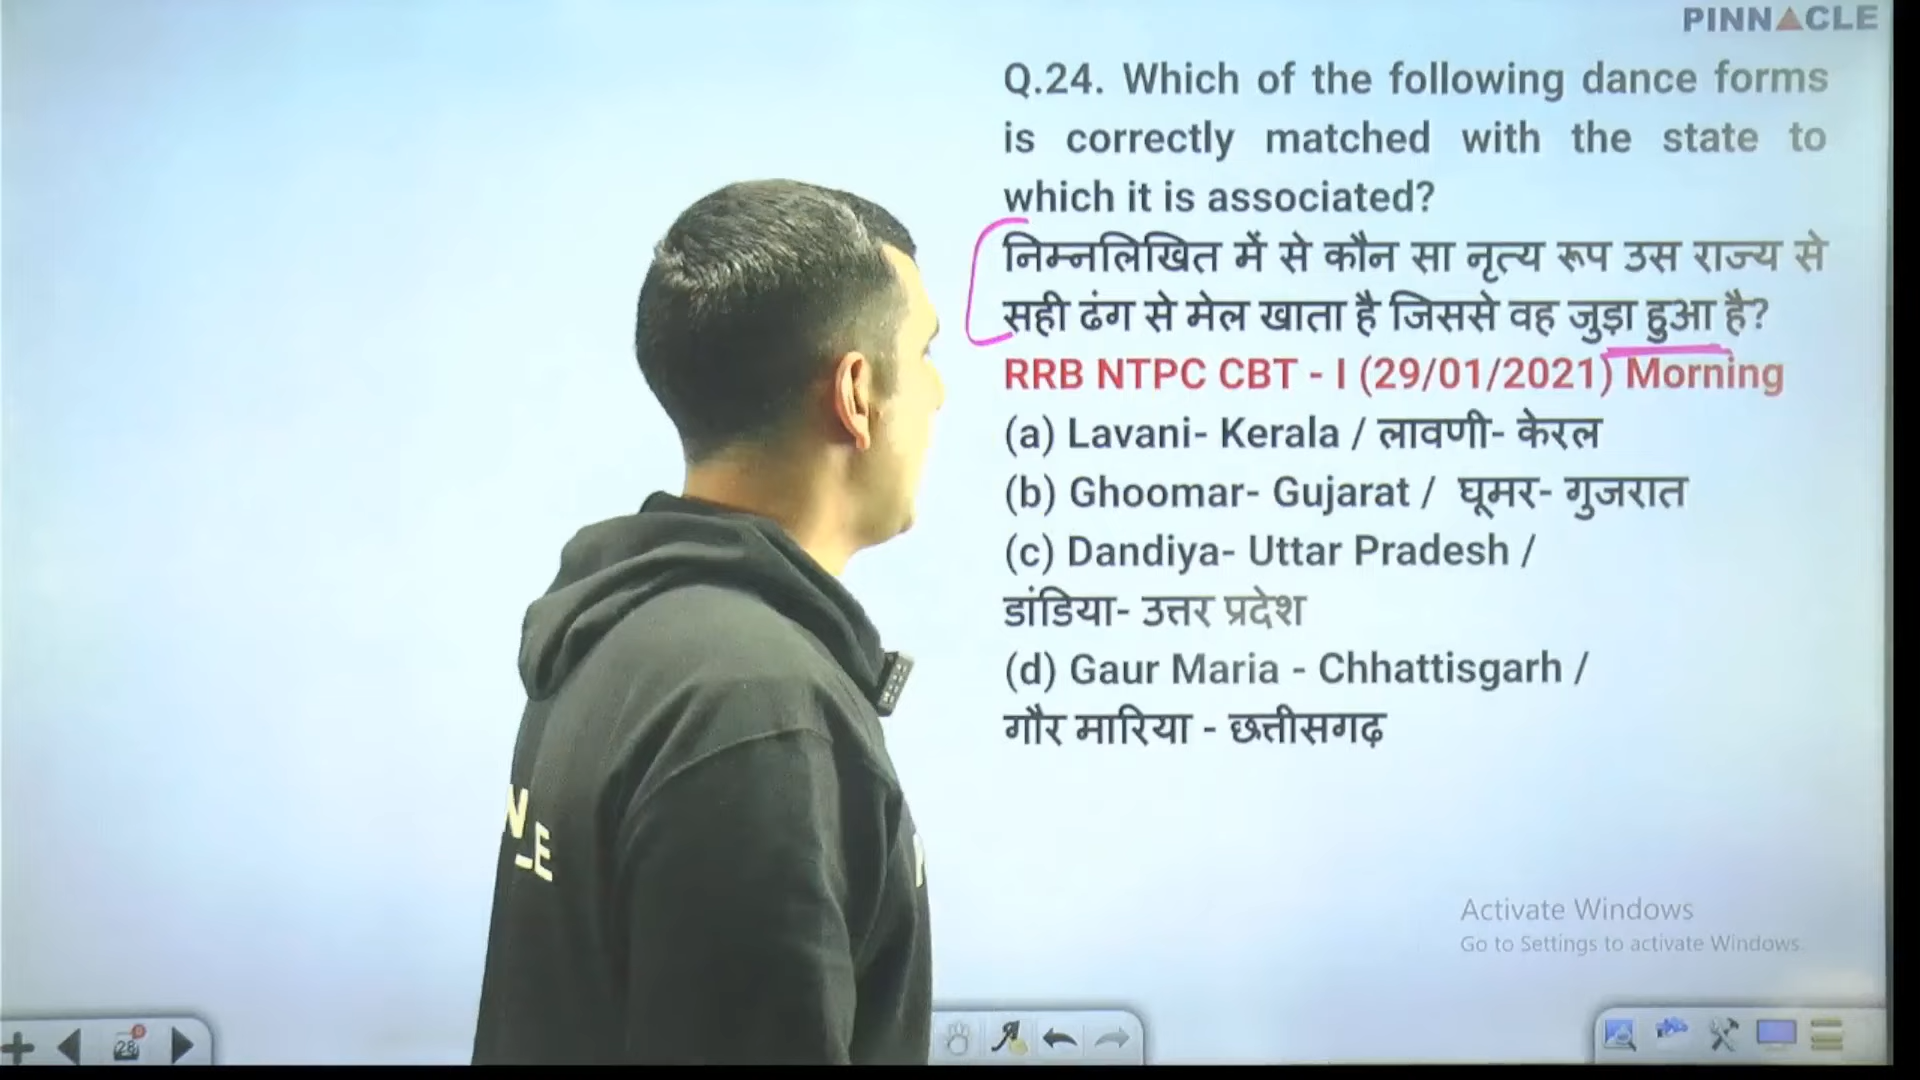 PINNACLE
Q.24. Which of the following dance forms
is correctly matched with the state to
which it is associated?
निम्नलिखित में से कौन सा नृत्य रूप उस राज्य से
सही ढंग से मेल खाता है जिससे वह जुड़ा हुआ है?
RRB NTPC CBT - I (29/01/2021) Morning
(a) Lavani- Kerala / लावणी- केरल
(b) Ghoomar- Gujarat / घूमर- गुजरात
(c) Dandiya- Uttar Pradesh /
डांडिया- उत्तर प्रदेश
(d) Gaur Maria - Chhattisgarh /
गौर मारिया - छत्तीसगढ़
Activate Windows
Go to Settings to activate Windows.
28